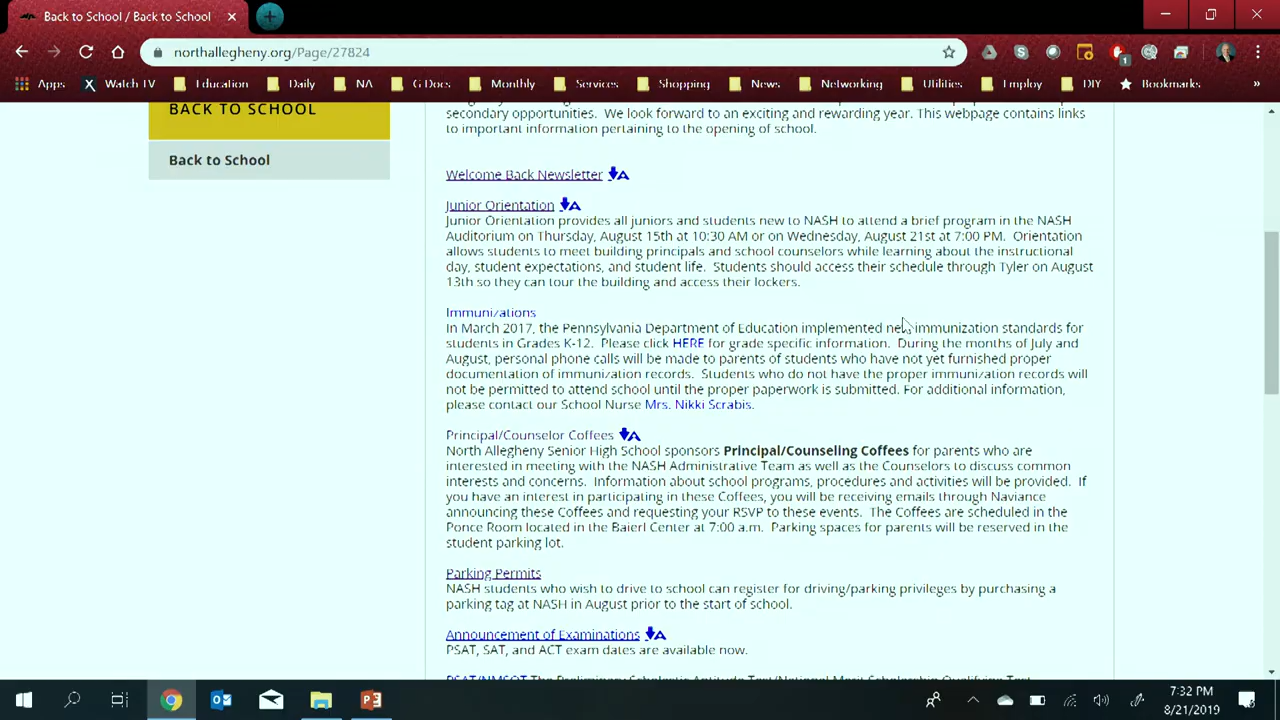 Back to School / Back to School
northallegheny.org/Page/27824
Apps Watch TV Education Daily NA G Docs Monthly Services Shopping News Networking Utilities Employ DIY Bookmarks »
BACK TO SCHOOL
Back to School
secondary opportunities. We look forward to an exciting and rewarding year. This webpage contains links
to important information pertaining to the opening of school.
Welcome Back Newsletter
Junior Orientation
Junior Orientation provides all juniors and students new to NASH to attend a brief program in the NASH
Auditorium on Thursday, August 15th at 10:30 AM or on Wednesday, August 21st at 7:00 PM. Orientation
allows students to meet building principals and school counselors while learning about the instructional
day, student expectations, and student life. Students should access their schedule through Tyler on August
13th so they can tour the building and access their lockers.
Immunizations
In March 2017, the Pennsylvania Department of Education implemented new immunization standards for
students in Grades K-12. Please click HERE for grade specific information. During the months of July and
August, personal phone calls will be made to parents of students who have not yet furnished proper
documentation of immunization records. Students who do not have the proper immunization records will
not be permitted to attend school until the proper paperwork is submitted. For additional information,
please contact our School Nurse Mrs. Nikki Scrabis.
Principal/Counselor Coffees
North Allegheny Senior High School sponsors Principal/Counseling Coffees for parents who are
interested in meeting with the NASH Administrative Team as well as the Counselors to discuss common
interests and concerns. Information about school programs, procedures and activities will be provided. If
you have an interest in participating in these Coffees, you will be receiving emails through Naviance
announcing these Coffees and requesting your RSVP to these events. The Coffees are scheduled in the
Ponce Room located in the Baierl Center at 7:00 a.m. Parking spaces for parents will be reserved in the
student parking lot.
Parking Permits
NASH students who wish to drive to school can register for driving/parking privileges by purchasing a
parking tag at NASH in August prior to the start of school.
Announcement of Examinations
PSAT, SAT, and ACT exam dates are available now.
PSAT/NMSQT The Preliminary Scholastic Aptitude Test/National Merit Scholarship Qualifying Test
7:32 PM
8/21/2019